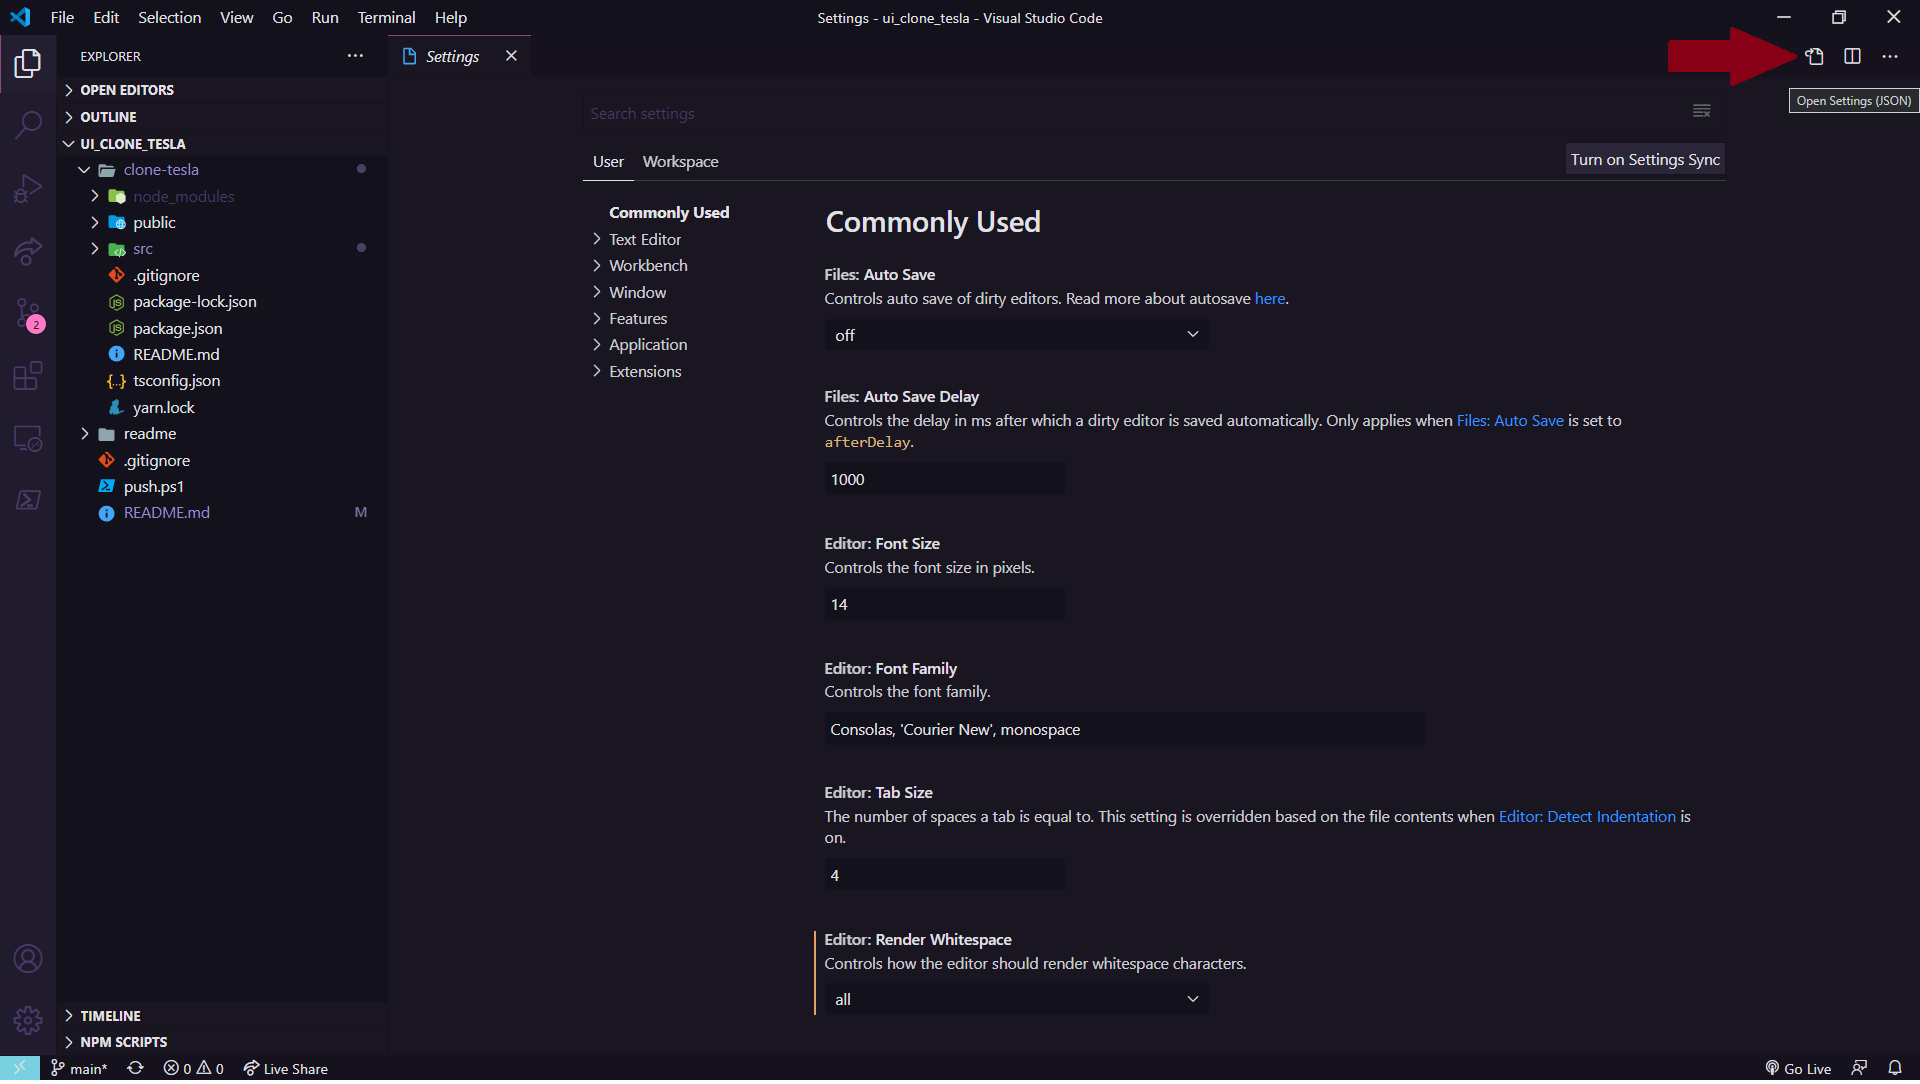 File Edit Selection View Go Run Terminal Help
Settings - ui_clone_tesla - Visual Studio Code
EXPLORER
Settings
Open Settings (JSON)
OPEN EDITORS
OUTLINE
UI_CLONE_TESLA
clone-tesla
node_modules
public
src
.gitignore
package-lock.json
package.json
README.md
tsconfig.json
yarn.lock
readme
.gitignore
push.ps1
README.md M
2
TIMELINE
NPM SCRIPTS
Search settings
User Workspace
Turn on Settings Sync
Commonly Used
Text Editor
Workbench
Window
Features
Application
Extensions
Commonly Used
Files: Auto Save
Controls auto save of dirty editors. Read more about autosave here.
off
Files: Auto Save Delay
Controls the delay in ms after which a dirty editor is saved automatically. Only applies when Files: Auto Save is set to
afterDelay.
1000
Editor: Font Size
Controls the font size in pixels.
14
Editor: Font Family
Controls the font family.
Consolas, 'Courier New', monospace
Editor: Tab Size
The number of spaces a tab is equal to. This setting is overridden based on the file contents when Editor: Detect Indentation is
on.
4
Editor: Render Whitespace
Controls how the editor should render whitespace characters.
all
main* 0 0 Live Share
Go Live